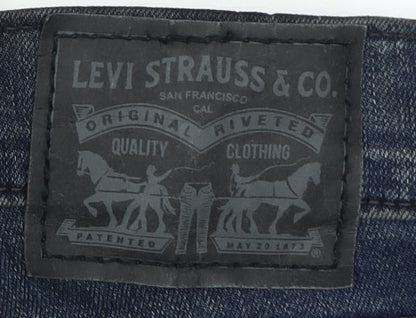 LEVI STRAUSS & CO.
SAN FRANCISCO
CAL
ORIGINAL RIVETED
QUALITY CLOTHING
PATENTED MAY 20 1873
®